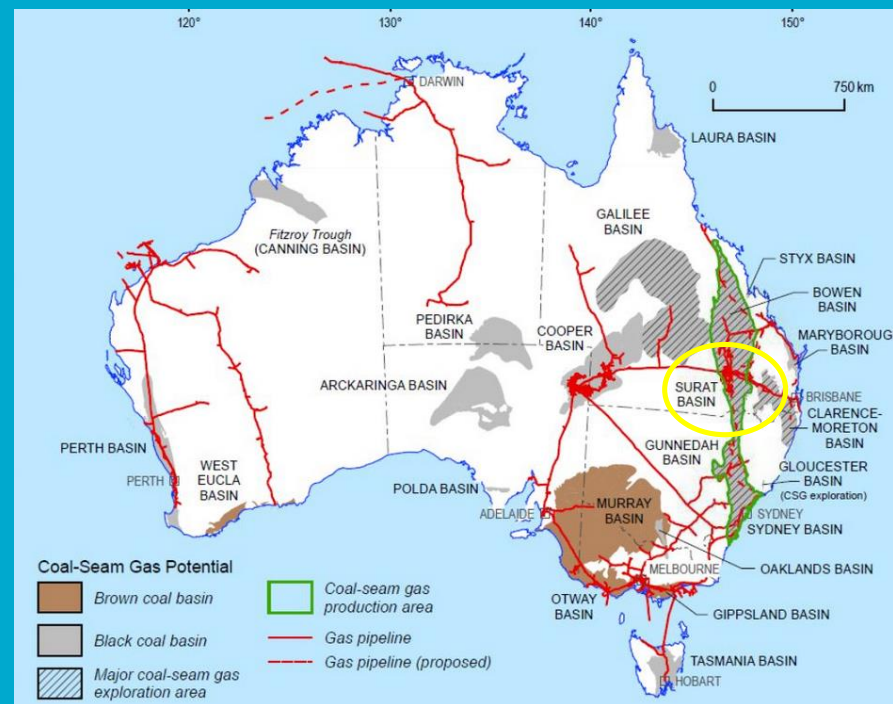 120°
130°
140°
150°
DARWIN
0
750 km
LAURA BASIN
GALILEE
BASIN
Fitzroy Trough
(CANNING BASIN)
STYX BASIN
BOWEN
BASIN
PEDIRKA
BASIN
COOPER
BASIN
MARYBOROUG
BASIN
ARCKARINGA BASIN
SURAT
BASIN
BRISBANE
CLARENCE-
MORETON
BASIN
PERTH BASIN
GUNNEDAH
BASIN
WEST
EUCLA
BASIN
PERTH
POLDA BASIN
GLOUCESTER
BASIN
(CSG exploration)
MURRAY
BASIN
ADELAIDE
SYDNEY
SYDNEY BASIN
MELBOURNE
OAKLANDS BASIN
OTWAY
BASIN
GIPPSLAND BASIN
TASMANIA BASIN
HOBART
Coal-Seam Gas Potential
Brown coal basin
Black coal basin
Major coal-seam gas
exploration area
Coal-seam gas
production area
Gas pipeline
Gas pipeline (proposed)